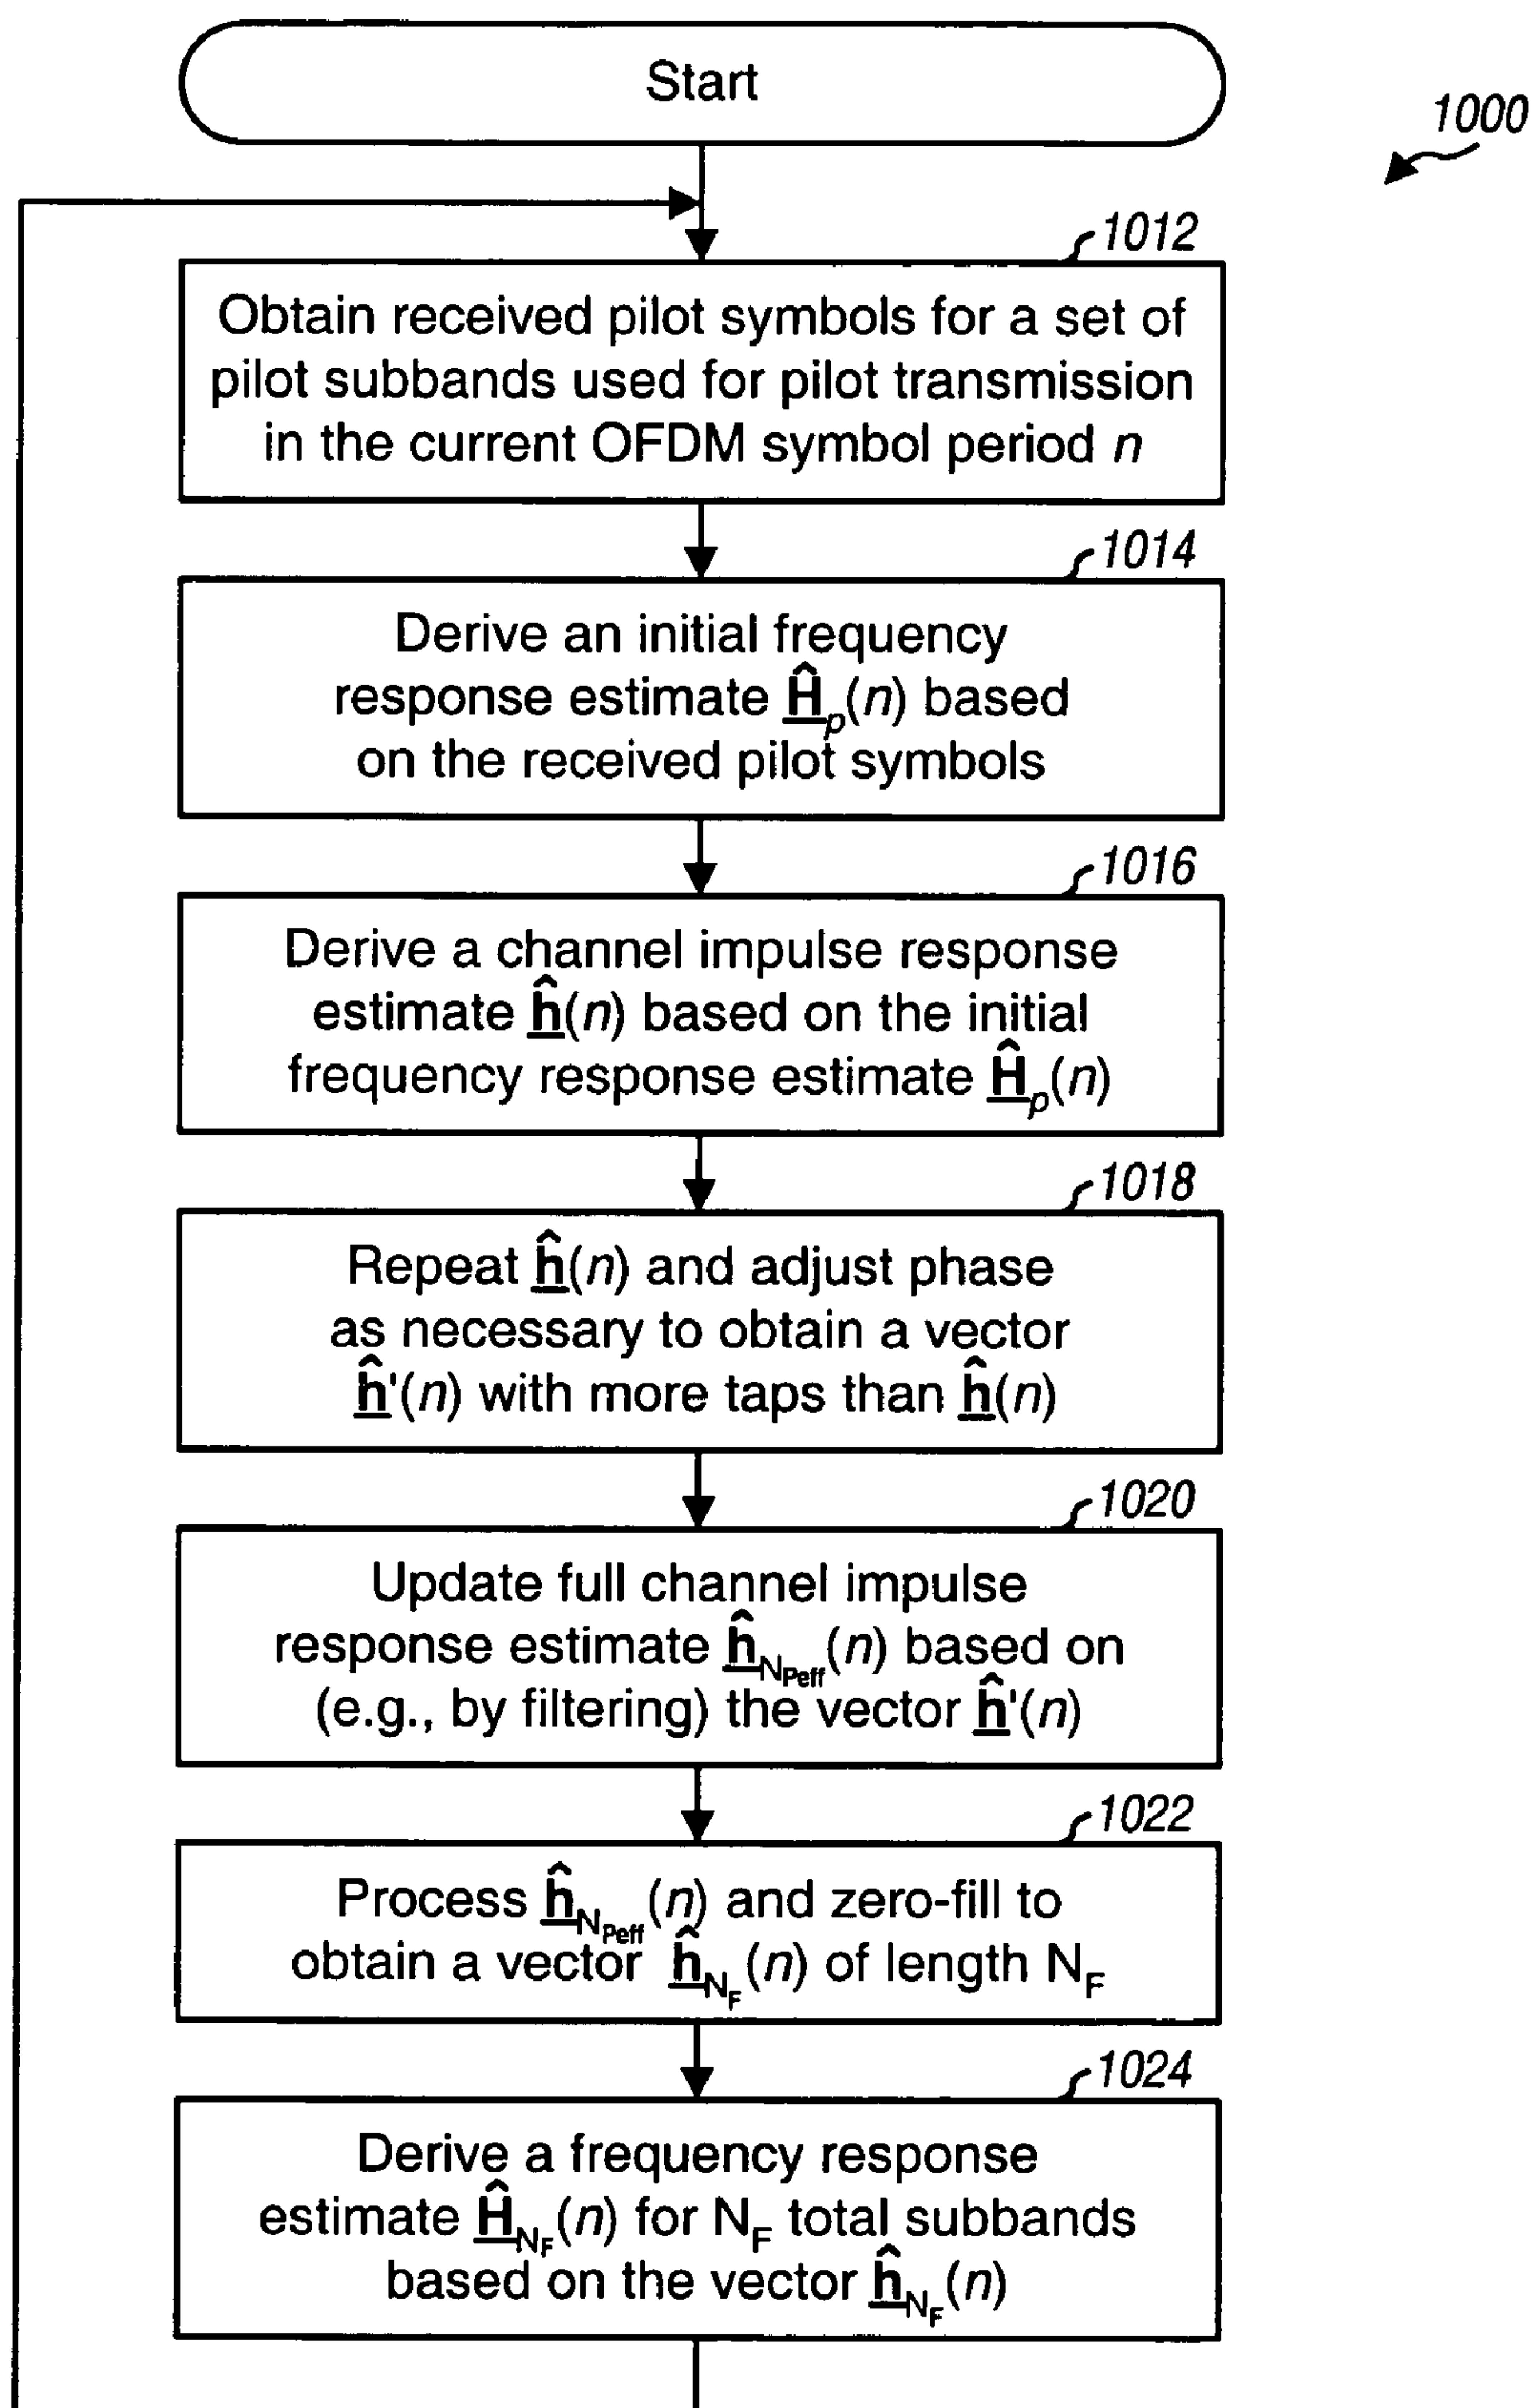 Start
1000
1012
Obtain received pilot symbols for a set of
pilot subbands used for pilot transmission
in the current OFDM symbol period n
1014
Derive an initial frequency
response estimate Ĥp(n) based
on the received pilot symbols
1016
Derive a channel impulse response
estimate ĥ(n) based on the initial
frequency response estimate Ĥp(n)
1018
Repeat ĥ(n) and adjust phase
as necessary to obtain a vector
ĥ'(n) with more taps than ĥ(n)
1020
Update full channel impulse
response estimate ĥNPeff(n) based on
(e.g., by filtering) the vector ĥ'(n)
1022
Process ĥNPeff(n) and zero-fill to
obtain a vector ĥNF(n) of length NF
1024
Derive a frequency response
estimate ĤNF(n) for NF total subbands
based on the vector ĥNF(n)